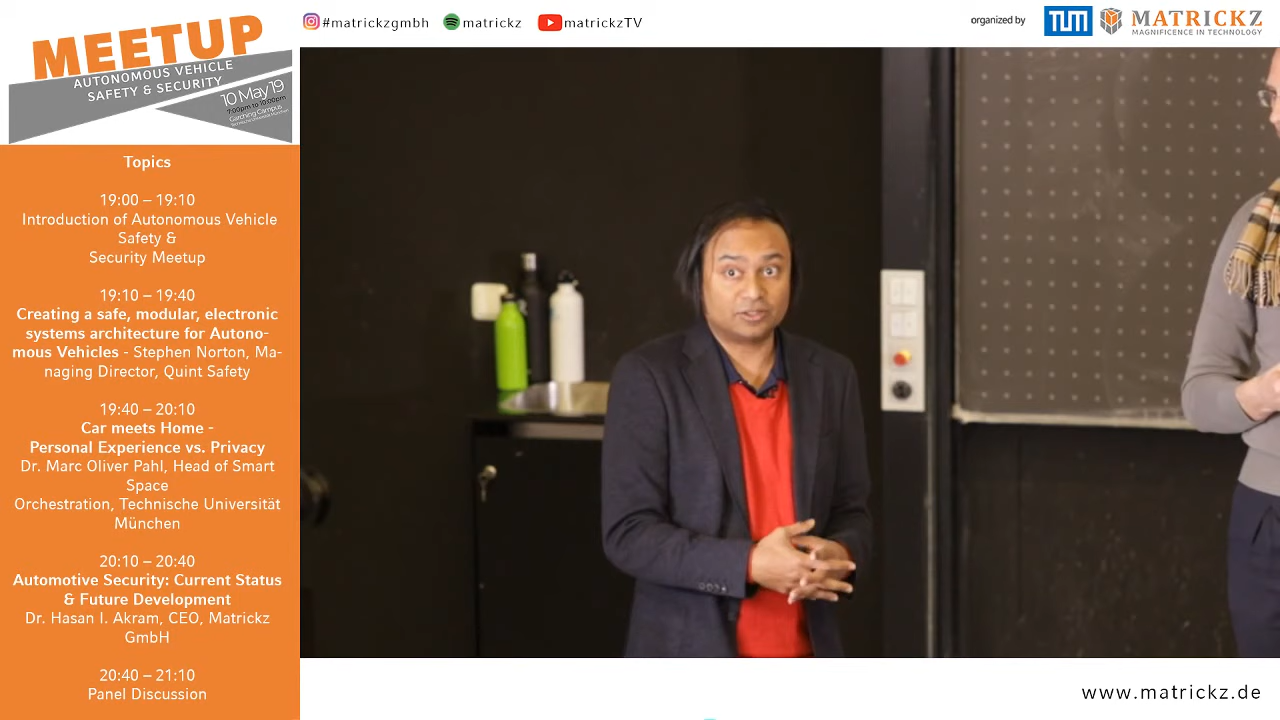 MEETUP
AUTONOMOUS VEHICLE
SAFETY & SECURITY
10 May 19
7:00pm to 10:00pm
Garching Campus
Technische Universität München
#matrickzgmbh
matrickz
matrickzTV
organized by
TUM
MATRICKZ
MAGNIFICENCE IN TECHNOLOGY
Topics
19:00 – 19:10
Introduction of Autonomous Vehicle
Safety &
Security Meetup
19:10 – 19:40
Creating a safe, modular, electronic
systems architecture for Autono-
mous Vehicles - Stephen Norton, Ma-
naging Director, Quint Safety
19:40 – 20:10
Car meets Home -
Personal Experience vs. Privacy
Dr. Marc Oliver Pahl, Head of Smart
Space
Orchestration, Technische Universität
München
20:10 – 20:40
Automotive Security: Current Status
& Future Development
Dr. Hasan I. Akram, CEO, Matrickz
GmbH
20:40 – 21:10
Panel Discussion
www.matrickz.de